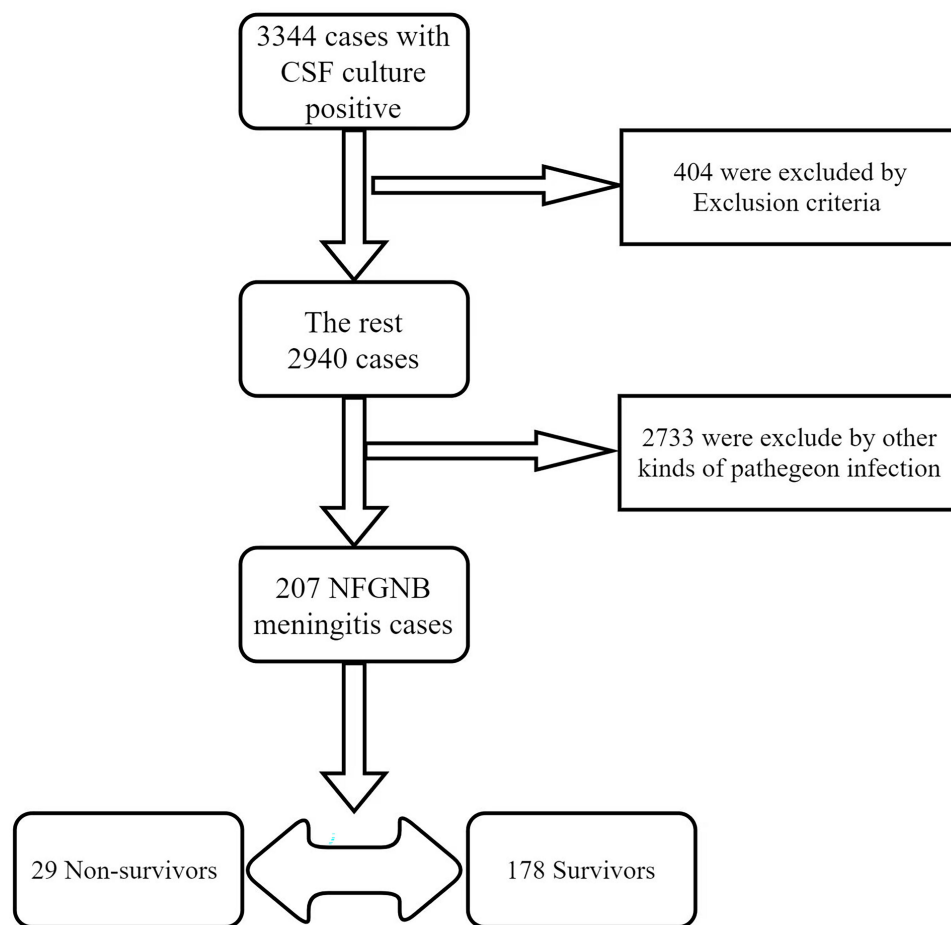 3344 cases with
CSF culture
positive
404 were excluded by
Exclusion criteria
The rest
2940 cases
2733 were exclude by other
kinds of pathegeon infection
207 NFGNB
meningitis cases
29 Non-survivors
178 Survivors